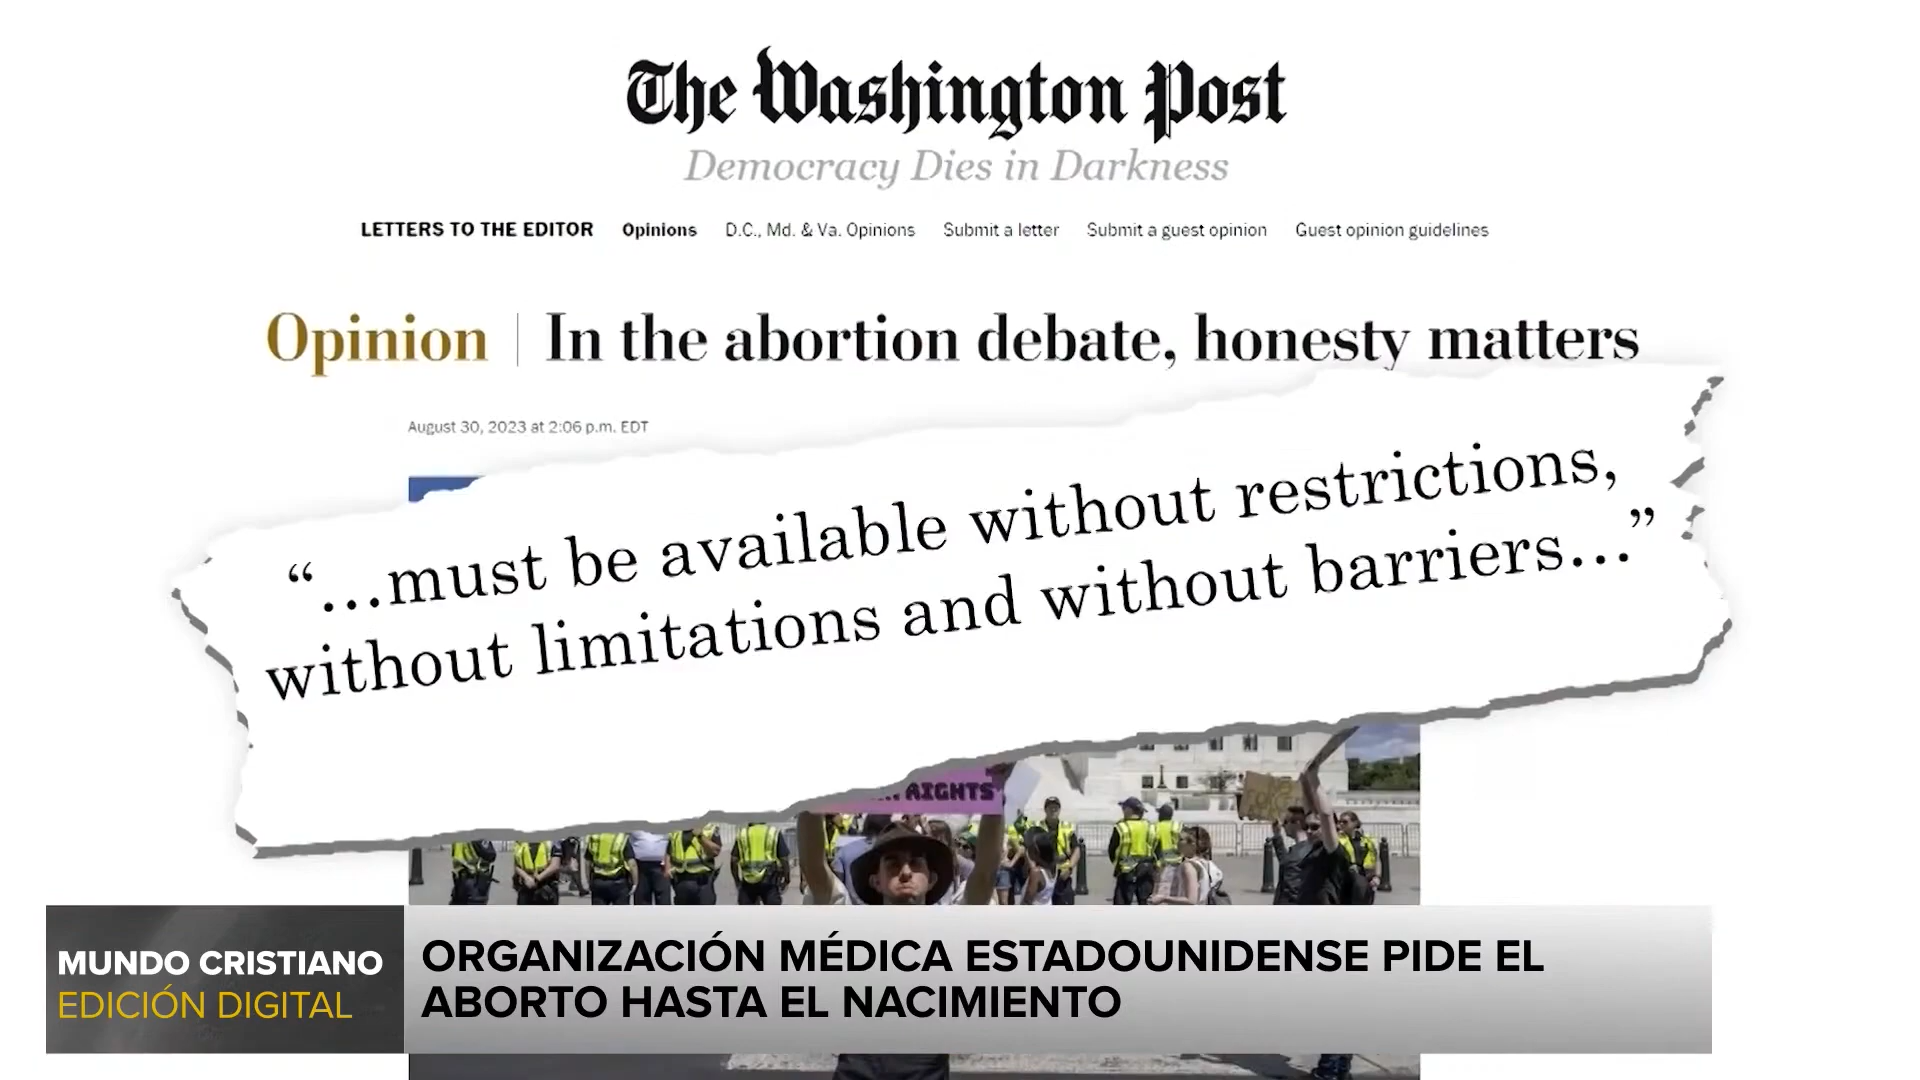 The Washington Post
Democracy Dies in Darkness
LETTERS TO THE EDITOR Opinions D.C., Md. & Va. Opinions Submit a letter Submit a guest opinion Guest opinion guidelines
Opinion | In the abortion debate, honesty matters
August 30, 2023 at 2:06 p.m. EDT
“...must be available without restrictions,
without limitations and without barriers...”
RIGHTS
MUNDO CRISTIANO
EDICIÓN DIGITAL
ORGANIZACIÓN MÉDICA ESTADOUNIDENSE PIDE EL
ABORTO HASTA EL NACIMIENTO